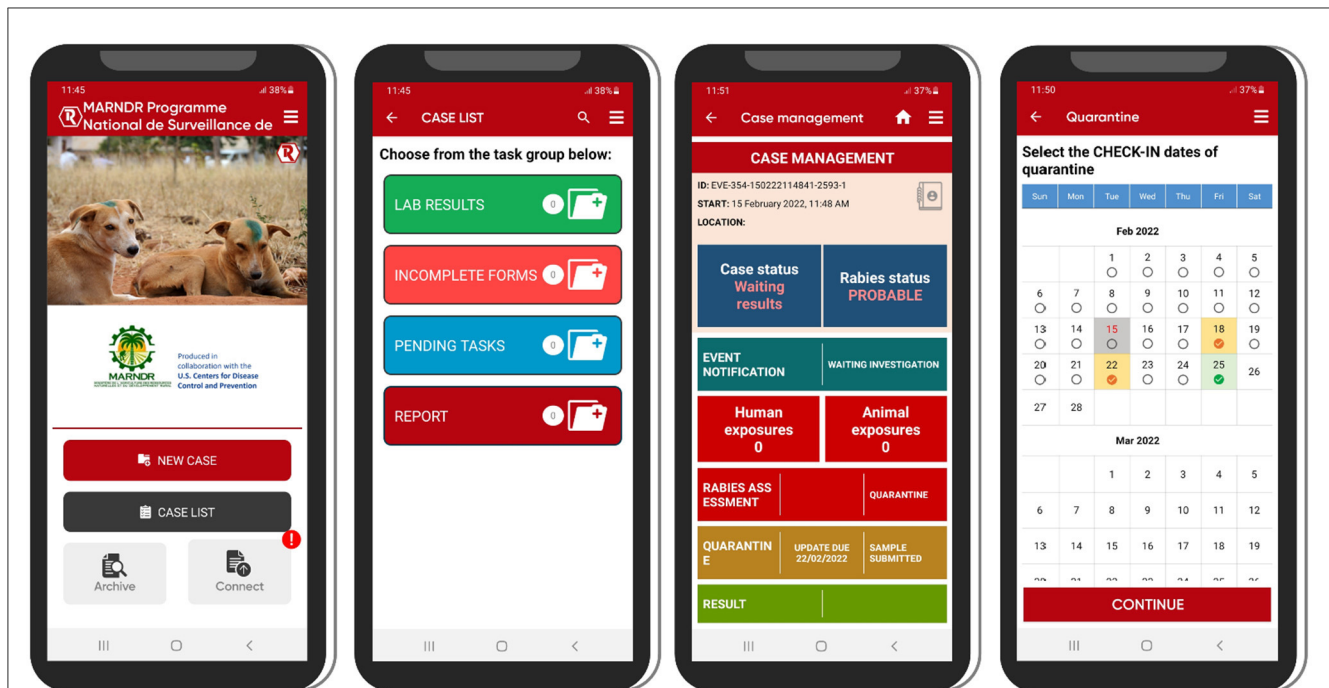 11:45
38%
MARNDR Programme
National de Surveillance de
R
MARNDR
Produced in
collaboration with the
U.S. Centers for Disease
Control and Prevention
NEW CASE
CASE LIST
!
Archive
Connect
11:45
38%
CASE LIST
Choose from the task group below:
LAB RESULTS 0
INCOMPLETE FORMS 0
PENDING TASKS 0
REPORT 0
11:51
37%
Case management
CASE MANAGEMENT
ID: EVE-354-150222114841-2593-1
START: 15 February 2022, 11:48 AM
LOCATION:
Case status
Waiting
results
Rabies status
PROBABLE
EVENT
NOTIFICATION
WAITING INVESTIGATION
Human
exposures
0
Animal
exposures
0
RABIES ASS
ESSMENT
QUARANTINE
QUARANTIN
E
UPDATE DUE
22/02/2022
SAMPLE
SUBMITTED
RESULT
11:50
37%
Quarantine
Select the CHECK-IN dates of
quarantine
Sun Mon Tue Wed Thu Fri Sat
Feb 2022
1 2 3 4 5
6 7 8 9 10 11 12
13 14 15 16 17 18 19
20 21 22 23 24 25 26
27 28
Mar 2022
1 2 3 4 5
6 7 8 9 10 11 12
13 14 15 16 17 18 19
CONTINUE